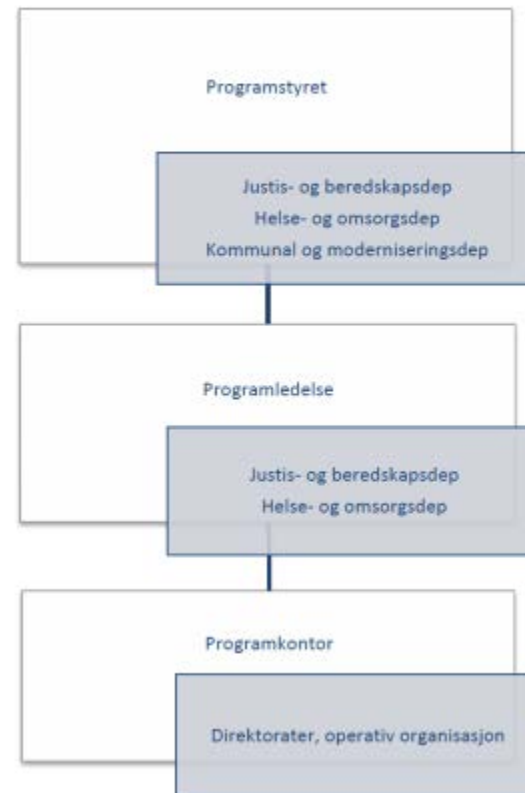 Programstyret
Justis- og beredskapsdep
Helse- og omsorgsdep
Kommunal og moderniseringsdep
Programledelse
Justis- og beredskapsdep
Helse- og omsorgsdep
Programkontor
Direktorater, operativ organisasjon